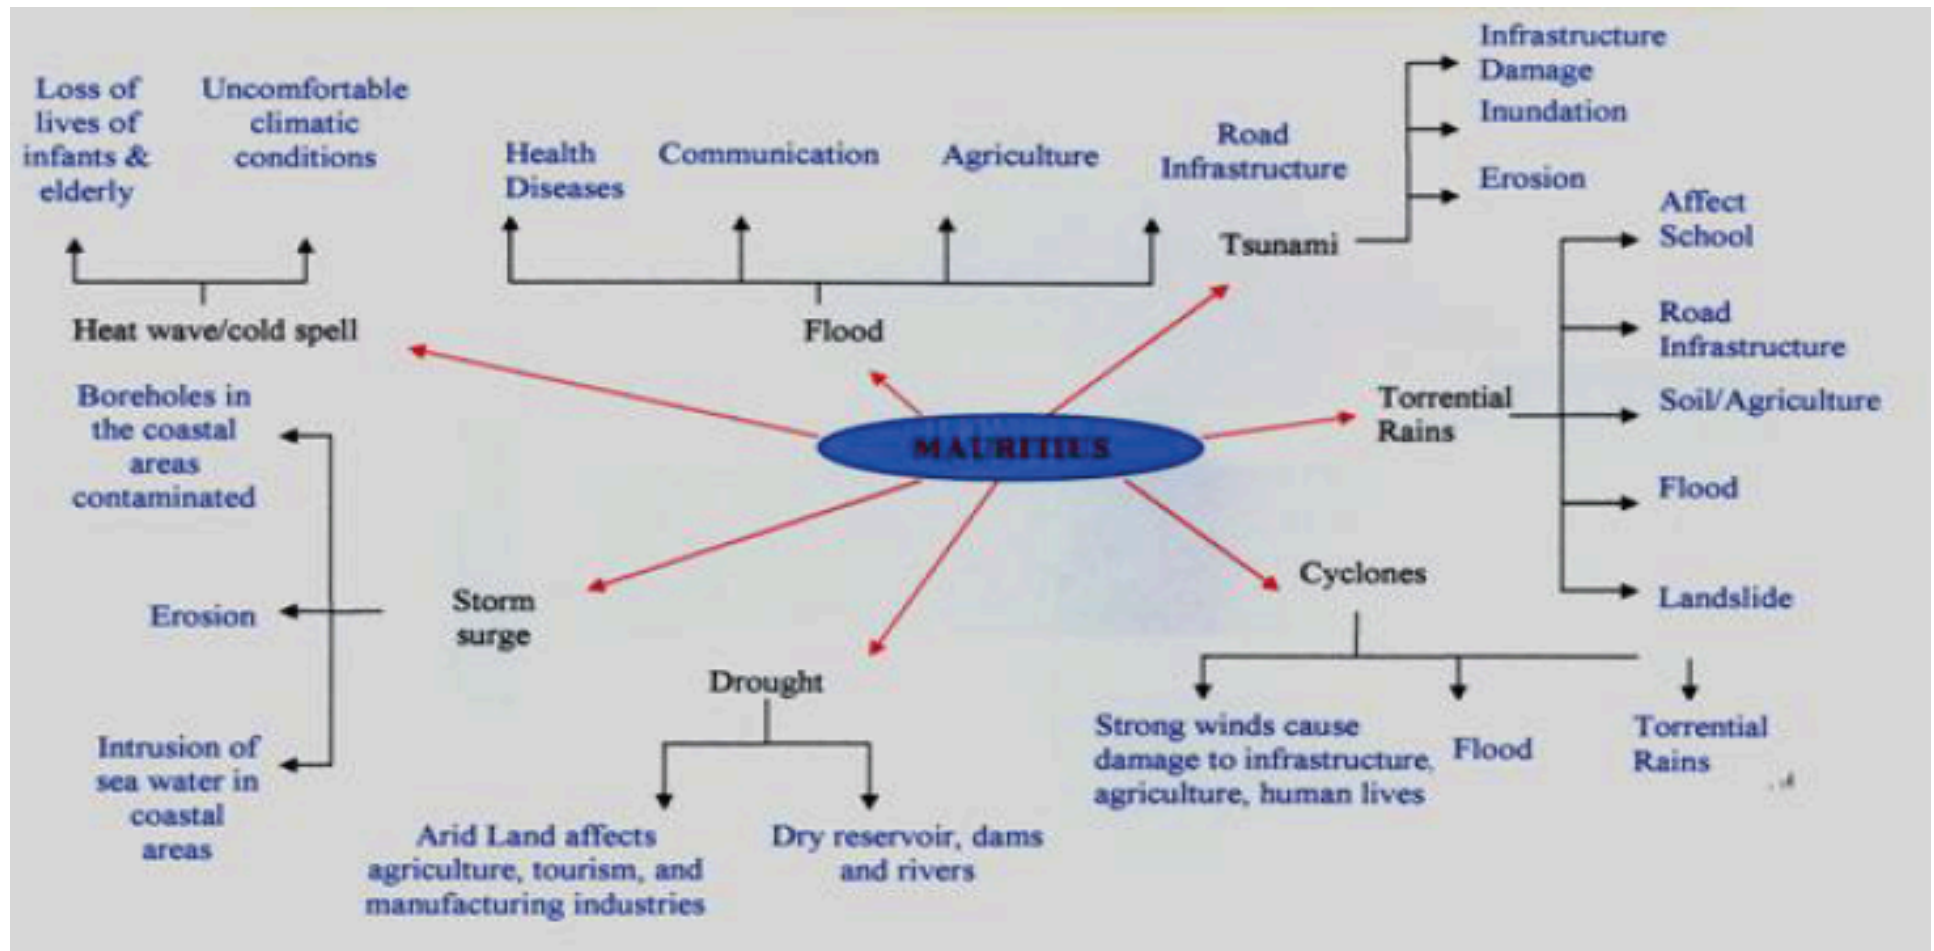 Loss of
lives of
infants &
elderly
Uncomfortable
climatic
conditions
Health
Diseases
Communication
Agriculture
Road
Infrastructure
Infrastructure
Damage
Inundation
Erosion
Tsunami
Affect
School
Road
Infrastructure
Soil/Agriculture
Flood
Landslide
Heat wave/cold spell
Flood
Torrential
Rains
MAURITIUS
Boreholes in
the coastal
areas
contaminated
Erosion
Intrusion of
sea water in
coastal
areas
Storm
surge
Drought
Arid Land affects
agriculture, tourism, and
manufacturing industries
Dry reservoir, dams
and rivers
Cyclones
Strong winds cause
damage to infrastructure,
agriculture, human lives
Flood
Torrential
Rains